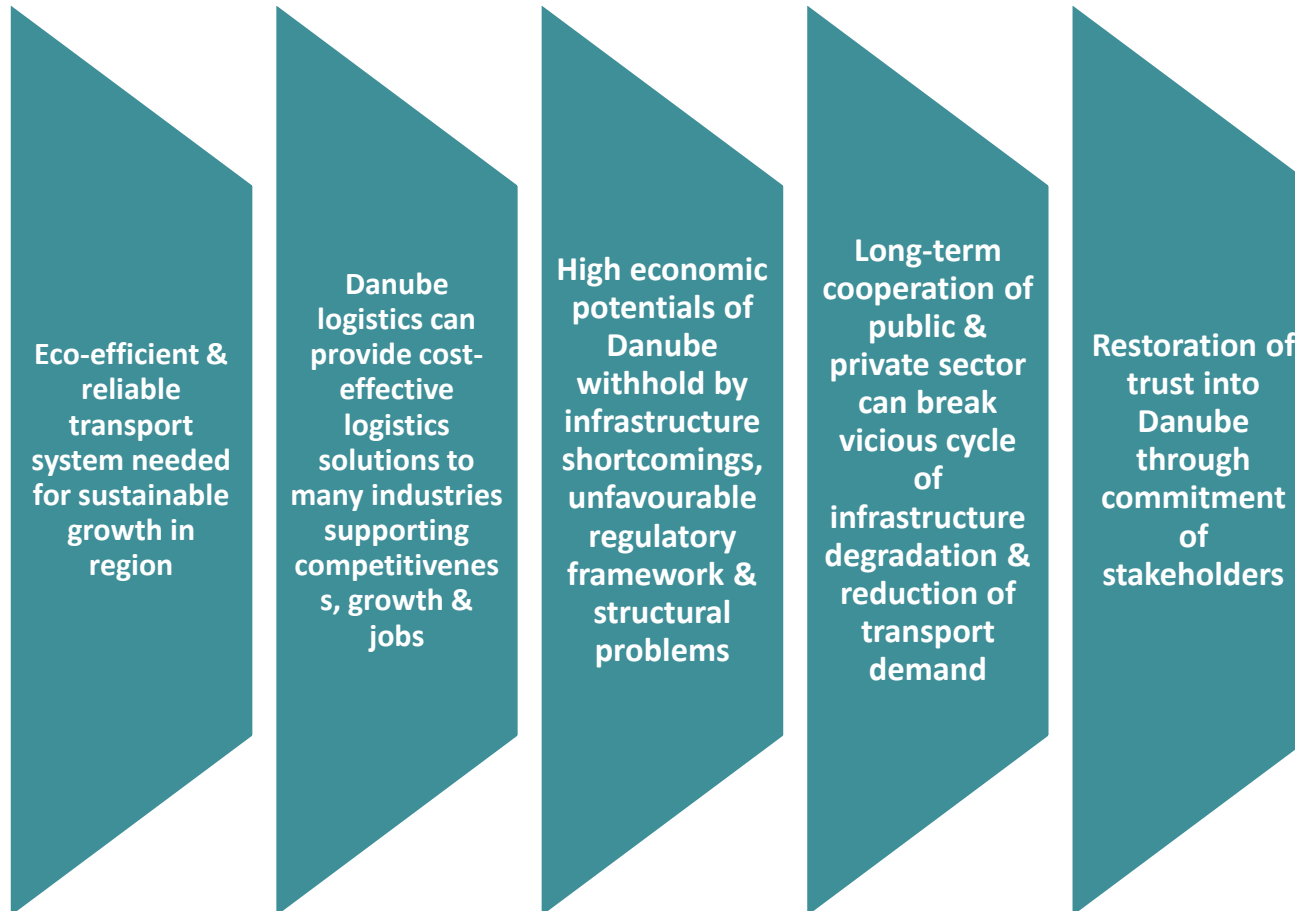 Eco-efficient &
reliable
transport
system needed
for sustainable
growth in
region
Danube
logistics can
provide cost-
effective
logistics
solutions to
many industries
supporting
competitivenes
s, growth &
jobs
High economic
potentials of
Danube
withhold by
infrastructure
shortcomings,
unfavourable
regulatory
framework &
structural
problems
Long-term
cooperation of
public &
private sector
can break
vicious cycle
of
infrastructure
degradation &
reduction of
transport
demand
Restoration of
trust into
Danube
through
commitment
of
stakeholders